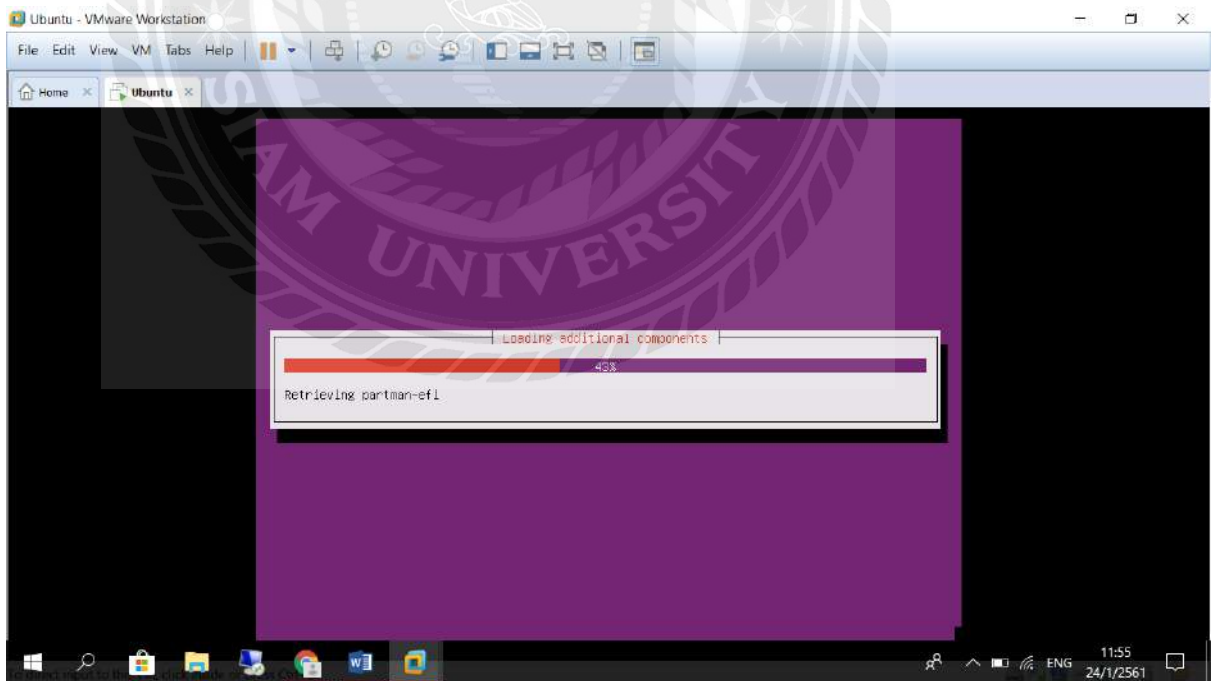 Ubuntu - VMware Workstation
File Edit View VM Tabs Help
Home
Ubuntu
SIAM UNIVERSITY
Loading additional components
43%
Retrieving partman-efi
ENG
11:55
24/1/2561